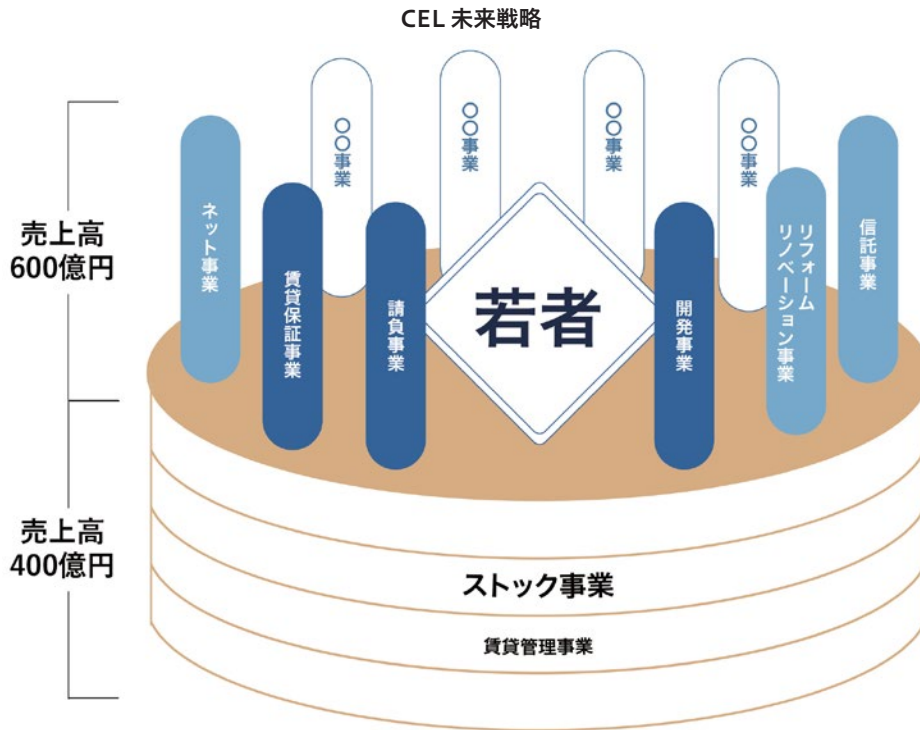 CEL 未来戦略
売上高
600億円
ネット事業
〇〇事業
〇〇事業
〇〇事業
〇〇事業
賃貸保証事業
請負事業
若者
開発事業
リフォーム
リノベーション事業
信託事業
売上高
400億円
ストック事業
賃貸管理事業